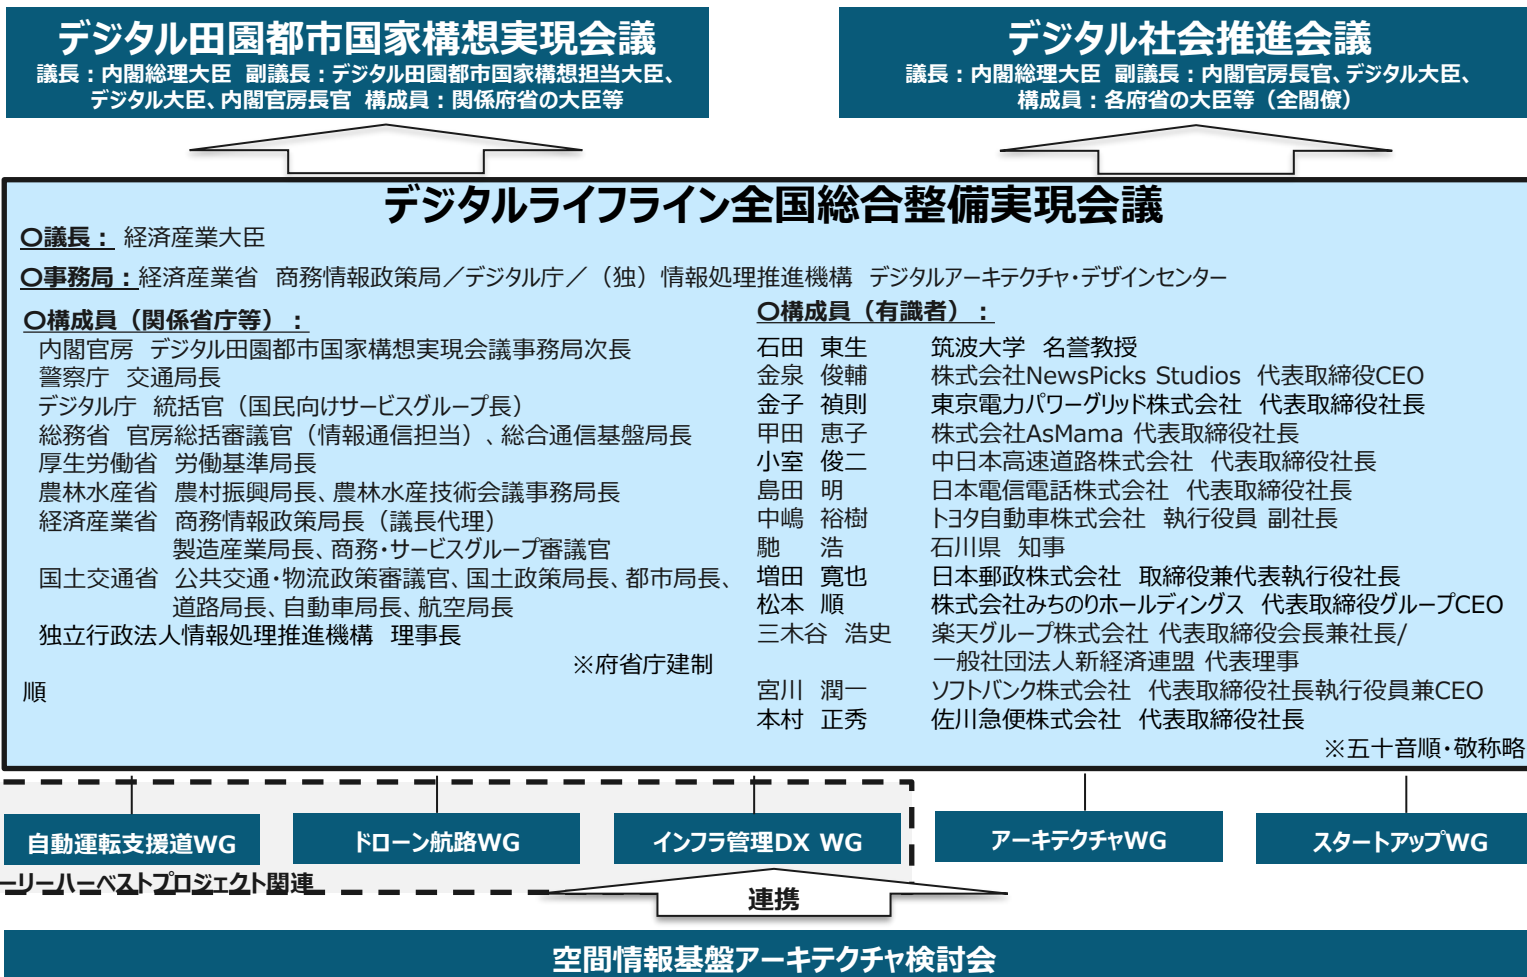 デジタル田園都市国家構想実現会議
議長：内閣総理大臣 副議長：デジタル田園都市国家構想担当大臣、
デジタル大臣、内閣官房長官 構成員：関係府省の大臣等
デジタル社会推進会議
議長：内閣総理大臣 副議長：内閣官房長官、デジタル大臣、
構成員：各府省の大臣等（全閣僚）
デジタルライフライン全国総合整備実現会議
○議長： 経済産業大臣
○事務局：経済産業省 商務情報政策局／デジタル庁／（独）情報処理推進機構 デジタルアーキテクチャ・デザインセンター
○構成員（関係省庁等）：
内閣官房 デジタル田園都市国家構想実現会議事務局次長
警察庁 交通局長
デジタル庁 統括官（国民向けサービスグループ長）
総務省 官房総括審議官（情報通信担当）、総合通信基盤局長
厚生労働省 労働基準局長
農林水産省 農村振興局長、農林水産技術会議事務局長
経済産業省 商務情報政策局長（議長代理）
製造産業局長、商務・サービスグループ審議官
国土交通省 公共交通・物流政策審議官、国土政策局長、都市局長、
道路局長、自動車局長、航空局長
独立行政法人情報処理推進機構 理事長
※府省庁建制
順
○構成員（有識者）：
石田 東生 筑波大学 名誉教授
金泉 俊輔 株式会社NewsPicks Studios 代表取締役CEO
金子 禎則 東京電力パワーグリッド株式会社 代表取締役社長
甲田 恵子 株式会社AsMama 代表取締役社長
小室 俊二 中日本高速道路株式会社 代表取締役社長
島田 明 日本電信電話株式会社 代表取締役社長
中嶋 裕樹 トヨタ自動車株式会社 執行役員 副社長
馳 浩 石川県 知事
増田 寛也 日本郵政株式会社 取締役兼代表執行役社長
松本 順 株式会社みちのりホールディングス 代表取締役グループCEO
三木谷 浩史 楽天グループ株式会社 代表取締役会長兼社長/
一般社団法人新経済連盟 代表理事
宮川 潤一 ソフトバンク株式会社 代表取締役社長執行役員兼CEO
本村 正秀 佐川急便株式会社 代表取締役社長
※五十音順・敬称略
自動運転支援道WG
ドローン航路WG
インフラ管理DX WG
アーキテクチャWG
スタートアップWG
ーリーハーベストプロジェクト関連
連携
空間情報基盤アーキテクチャ検討会